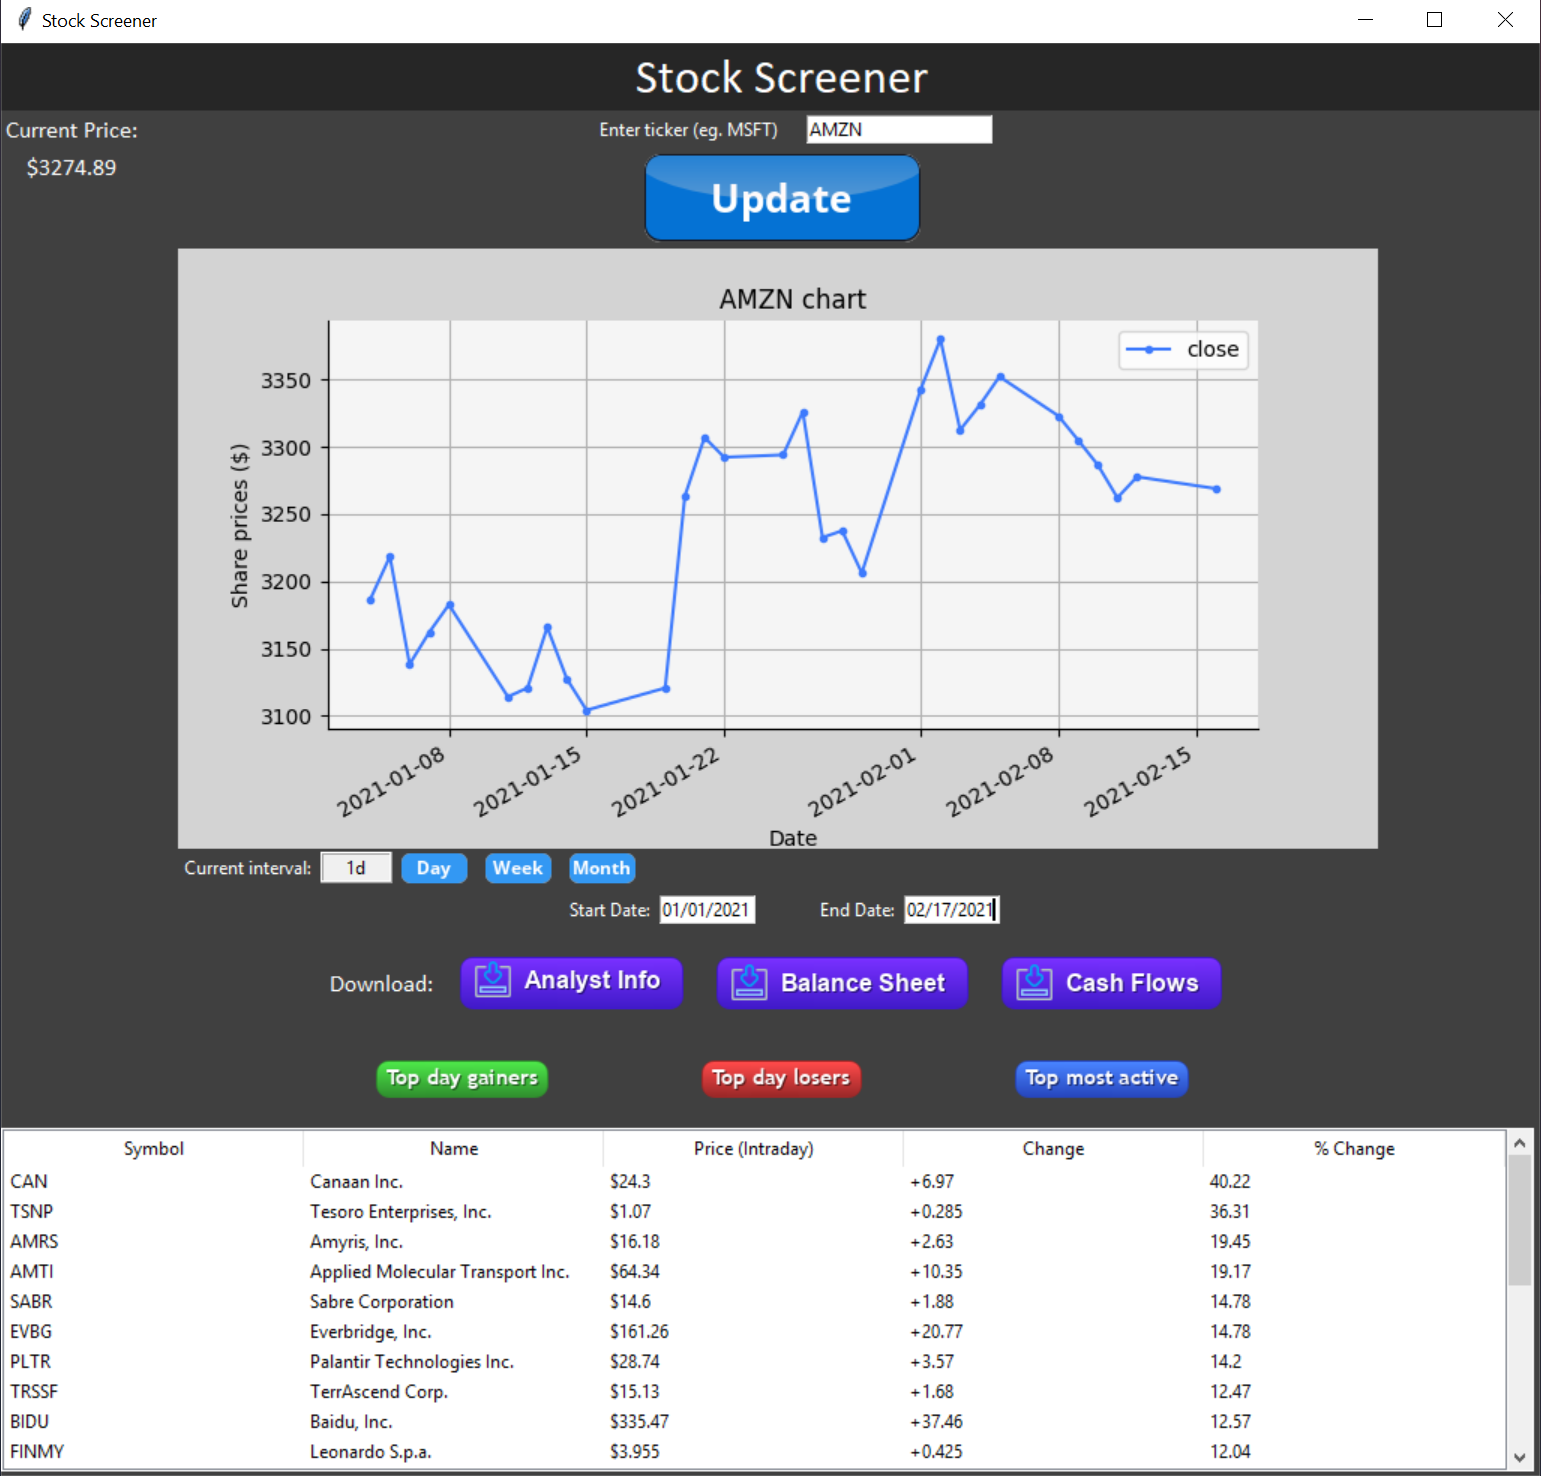 Stock Screener
Stock Screener
Current Price:
$3274.89
Enter ticker (eg. MSFT) AMZN
Update
AMZN chart
close
Share prices ($)
3350
3300
3250
3200
3150
3100
2021-01-08 2021-01-15 2021-01-22 2021-02-01 2021-02-08 2021-02-15
Date
Current interval: 1d Day Week Month
Start Date: 01/01/2021 End Date: 02/17/2021
Download: Analyst Info Balance Sheet Cash Flows
Top day gainers Top day losers Top most active
Symbol Name Price (Intraday) Change % Change
CAN Canaan Inc. $24.3 +6.97 40.22
TSNP Tesoro Enterprises, Inc. $1.07 +0.285 36.31
AMRS Amyris, Inc. $16.18 +2.63 19.45
AMTI Applied Molecular Transport Inc. $64.34 +10.35 19.17
SABR Sabre Corporation $14.6 +1.88 14.78
EVBG Everbridge, Inc. $161.26 +20.77 14.78
PLTR Palantir Technologies Inc. $28.74 +3.57 14.2
TRSSF TerrAscend Corp. $15.13 +1.68 12.47
BIDU Baidu, Inc. $335.47 +37.46 12.57
FINMY Leonardo S.p.a. $3.955 +0.425 12.04